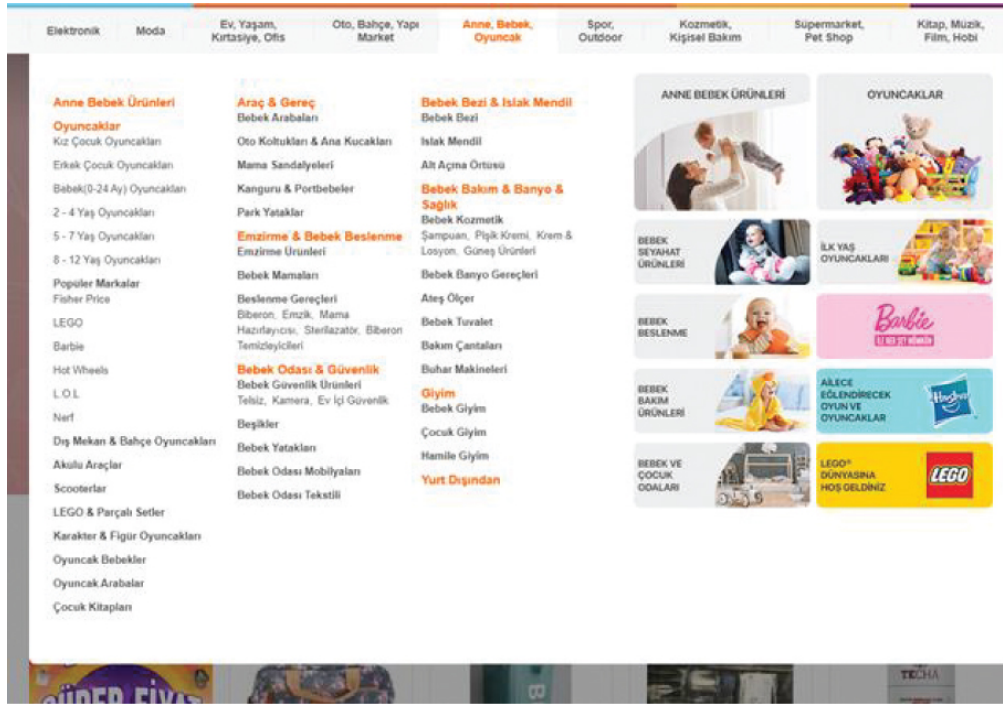 Elektronik
Moda
Ev, Yaşam,
Kırtasiye, Ofis
Oto, Bahçe, Yapı
Market
Anne, Bebek,
Oyuncak
Spor,
Outdoor
Kozmetik,
Kişisel Bakım
Süpermarket,
Pet Shop
Kitap, Müzik,
Film, Hobi
Anne Bebek Ürünleri
Oyuncaklar
Kız Çocuk Oyuncakları
Erkek Çocuk Oyuncakları
Bebek(0-24 Ay) Oyuncakları
2 - 4 Yaş Oyuncakları
5 - 7 Yaş Oyuncakları
8 - 12 Yaş Oyuncakları
Popüler Markalar
Fisher Price
LEGO
Barbie
Hot Wheels
L.O.L
Nerf
Dış Mekan & Bahçe Oyuncakları
Akülü Araçlar
Scooterlar
LEGO & Parçalı Setler
Karakter & Figür Oyuncakları
Oyuncak Bebekler
Oyuncak Arabalar
Çocuk Kitapları
Araç & Gereç
Bebek Arabaları
Oto Koltukları & Ana Kucakları
Mama Sandalyeleri
Kanguru & Portbebeler
Park Yataklar
Emzirme & Bebek Beslenme
Emzirme Ürünleri
Bebek Mamaları
Beslenme Gereçleri
Biberon, Emzik, Mama
Hazırlayıcısı, Sterilazatör, Biberon
Temizleyicileri
Bebek Odası & Güvenlik
Bebek Güvenlik Ürünleri
Telsiz, Kamera, Ev İçi Güvenlik
Beşikler
Bebek Yatakları
Bebek Odası Mobilyaları
Bebek Odası Tekstili
Bebek Bezi & Islak Mendil
Bebek Bezi
Islak Mendil
Alt Açma Örtüsü
Bebek Bakım & Banyo &
Sağlık
Bebek Kozmetik
Şampuan, Pişik Kremi, Krem &
Losyon, Güneş Ürünleri
Bebek Banyo Gereçleri
Ateş Ölçer
Bebek Tuvalet
Bakım Çantaları
Buhar Makineleri
Giyim
Bebek Giyim
Çocuk Giyim
Hamile Giyim
Yurt Dışından
ANNE BEBEK ÜRÜNLERİ
OYUNCAKLAR
BEBEK
SEYAHAT
ÜRÜNLERİ
İLK YAŞ
OYUNCAKLARI
BEBEK
BESLENME
Barbie
İLE HER ŞEY MÜMKÜN
BEBEK
BAKIM
ÜRÜNLERİ
AİLECE
EĞLENDİRECEK
OYUN VE
OYUNCAKLAR
Hasbro
BEBEK VE
ÇOCUK
ODALARI
LEGO®
DÜNYASINA
HOŞ GELDİNİZ
LEGO
SÜPER FİYAT
TECHA